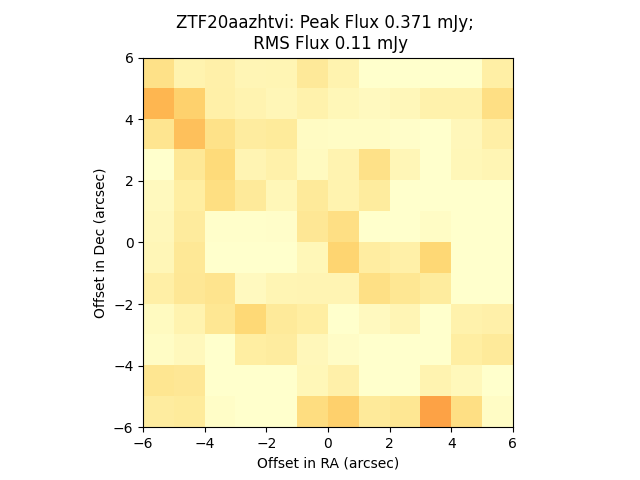 ZTF20aazhtvi: Peak Flux 0.371 mJy;
RMS Flux 0.11 mJy
6
4
2
0
−2
−4
−6
Offset in Dec (arcsec)
−6 −4 −2 0 2 4 6
Offset in RA (arcsec)